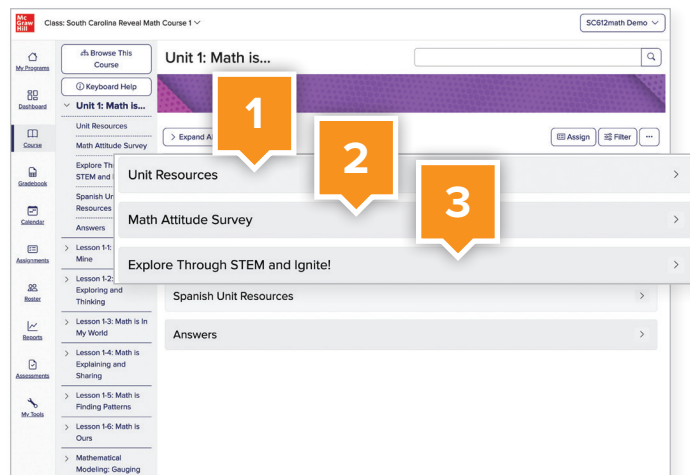 Mc
Graw
Hill
Class: South Carolina Reveal Math Course 1
SC612math Demo
My Programs
Dashboard
Course
Gradebook
Calendar
Assignments
Roster
Reports
Assessments
My Tools
Browse This
Course
Keyboard Help
Unit 1: Math is...
Unit Resources
Math Attitude Survey
Explore Th
STEM and I
Spanish Un
Resources
Answers
Lesson 1-1:
Mine
Lesson 1-2:
Exploring and
Thinking
Lesson 1-3: Math is In
My World
Lesson 1-4: Math is
Explaining and
Sharing
Lesson 1-5: Math is
Finding Patterns
Lesson 1-6: Math is
Ours
Mathematical
Modeling: Gauging
Unit 1: Math is...
Expand A
Assign
Filter
1
2
3
Unit Resources
Math Attitude Survey
Explore Through STEM and Ignite!
Spanish Unit Resources
Answers